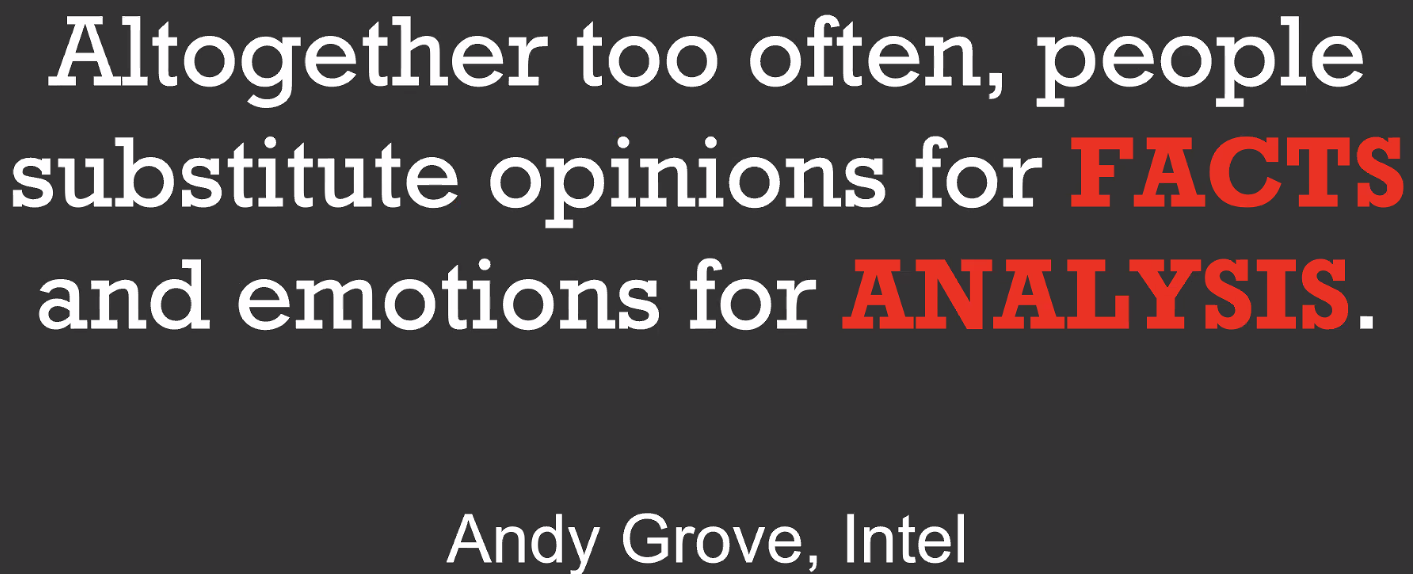 Altogether too often, people
substitute opinions for FACTS
and emotions for ANALYSIS.
Andy Grove, Intel